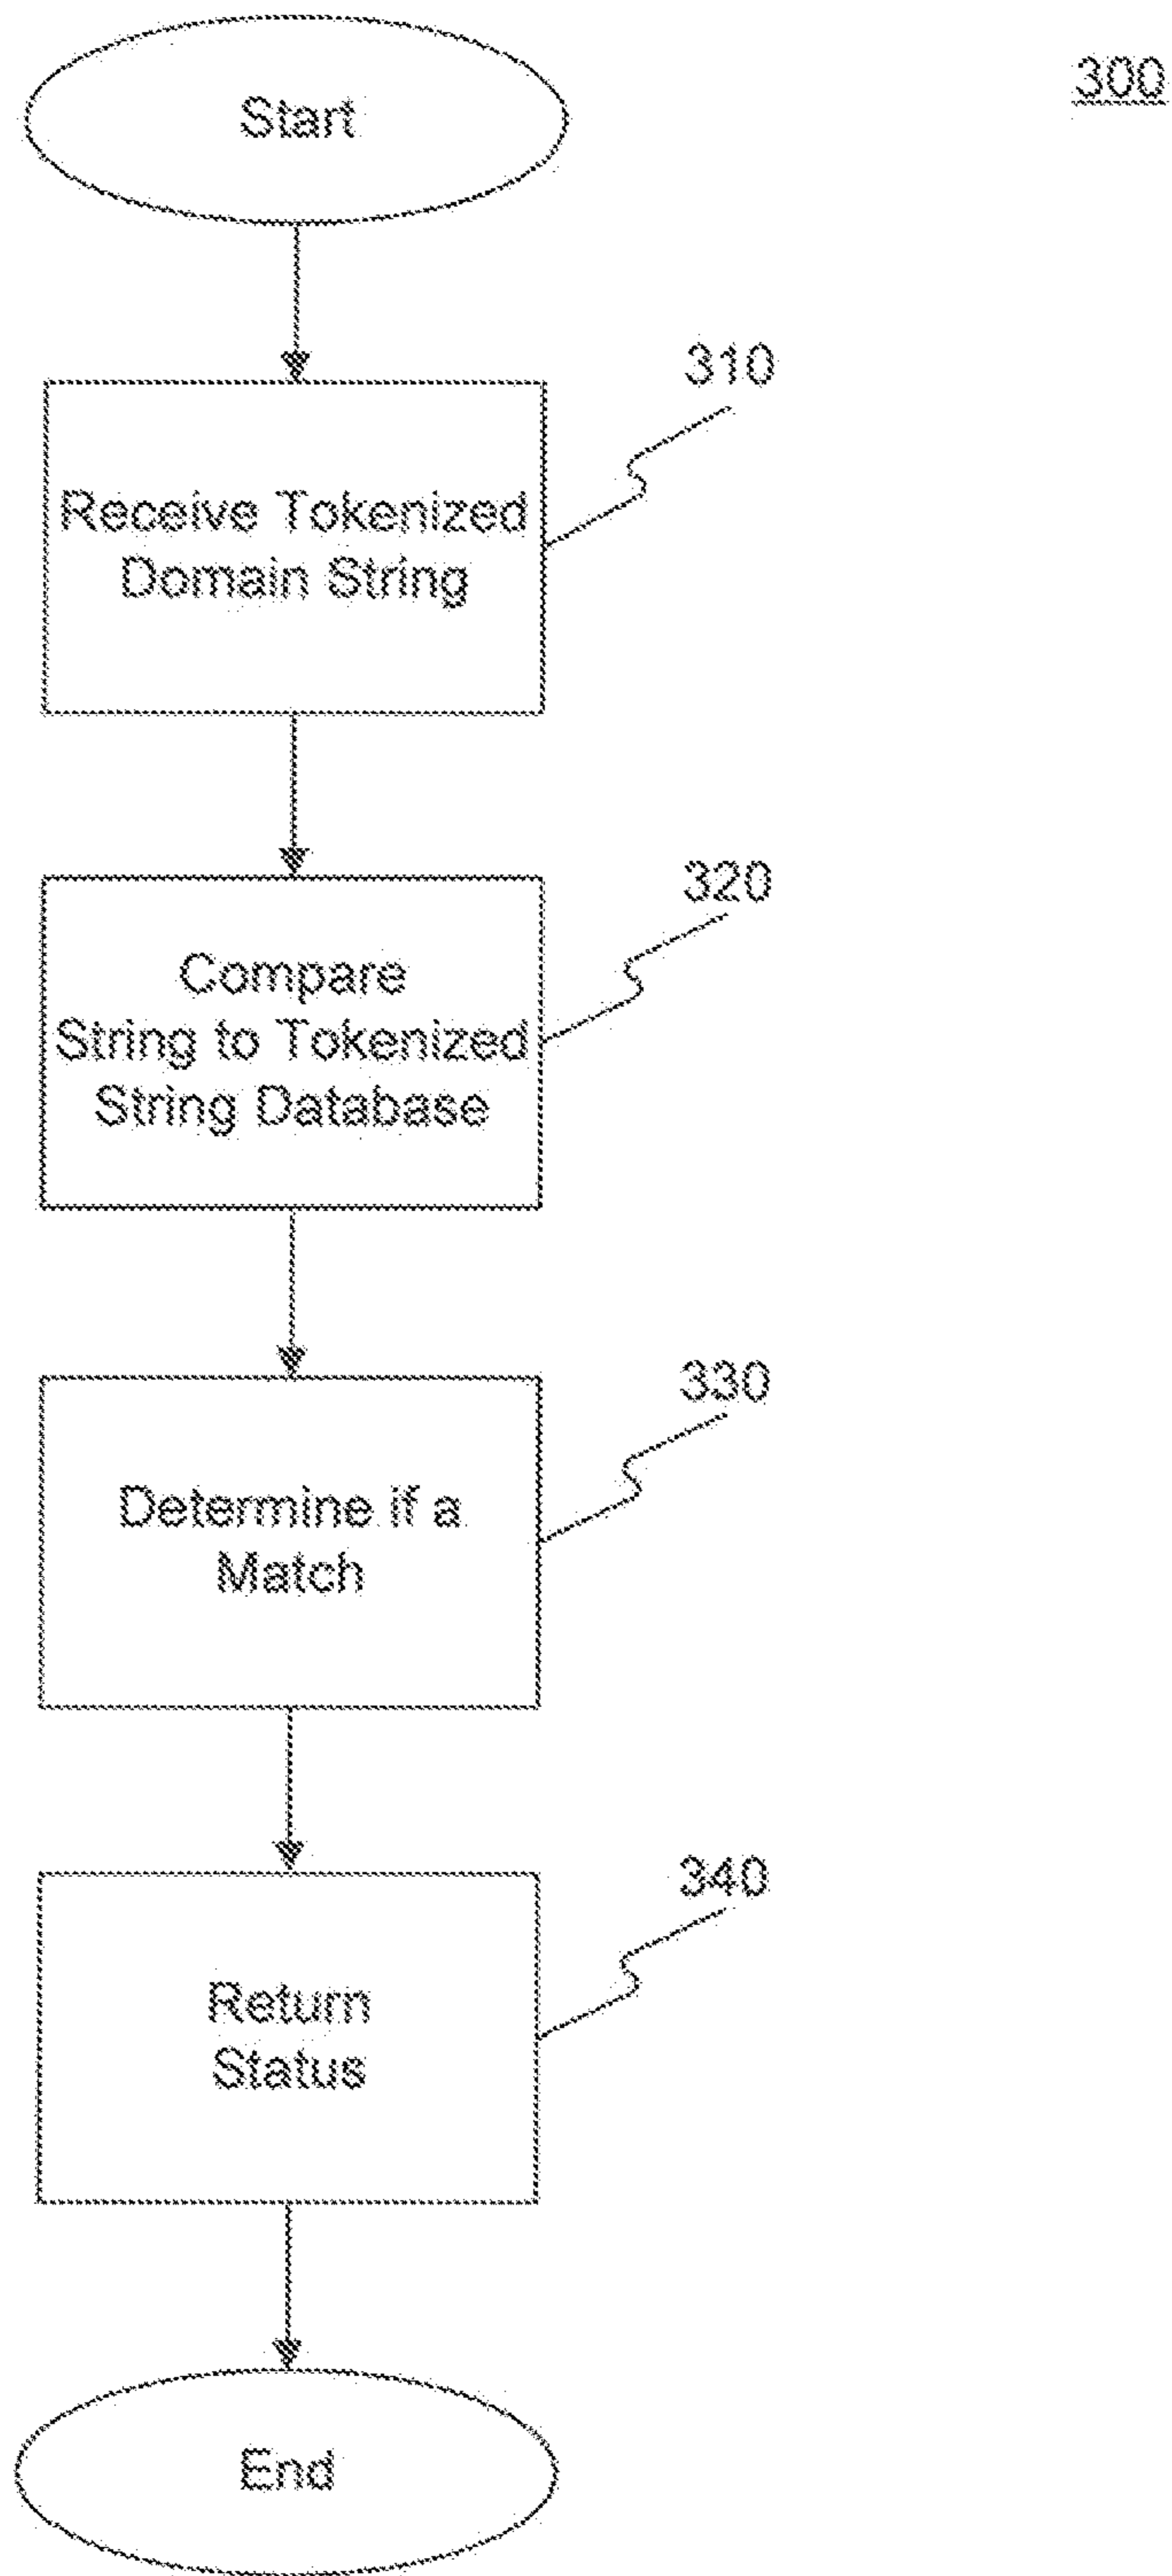 300
Start
310
Receive Tokenized
Domain String
320
Compare
String to Tokenized
String Database
330
Determine if a
Match
340
Return
Status
End